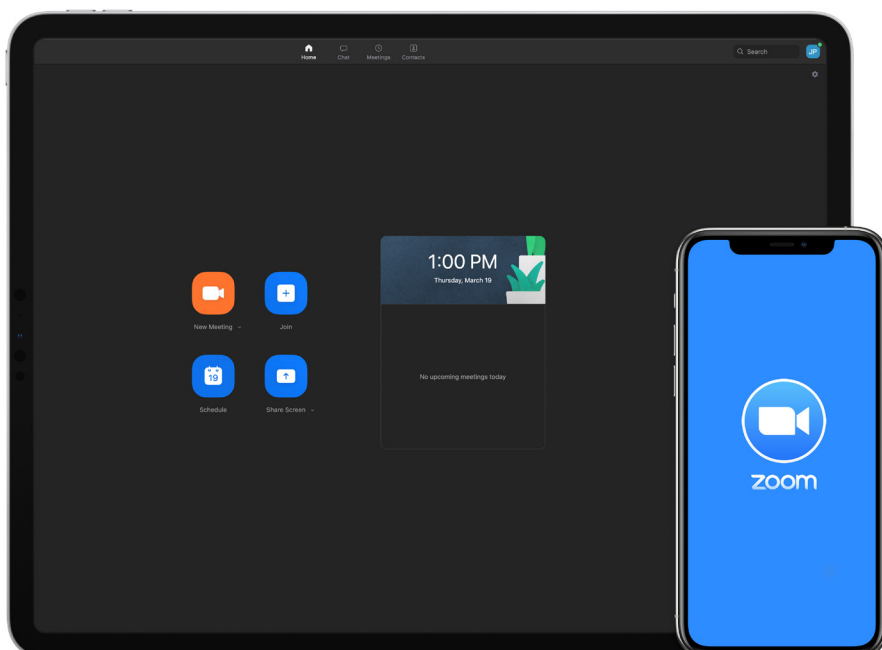 Home
Chat
Meetings
Contacts
Search
JP
1:00 PM
Thursday, March 19
New Meeting
Join
19
Schedule
Share Screen
No upcoming meetings today
zoom